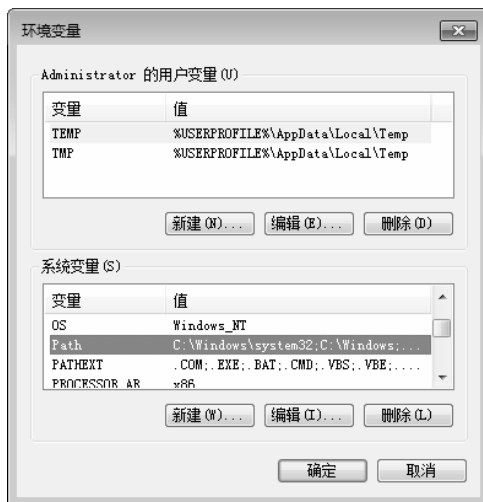 环境变量
Administrator 的用户变量(U)
变量 值
TEMP %USERPROFILE%\AppData\Local\Temp
TMP %USERPROFILE%\AppData\Local\Temp
新建(N)... 编辑(E)... 删除(D)
系统变量(S)
变量 值
OS Windows_NT
Path C:\Windows\system32;C:\Windows;...
PATHEXT .COM;.EXE;.BAT;.CMD;.VBS;.VBE;....
PROCESSOR_AR x86
新建(W)... 编辑(I)... 删除(L)
确定 取消